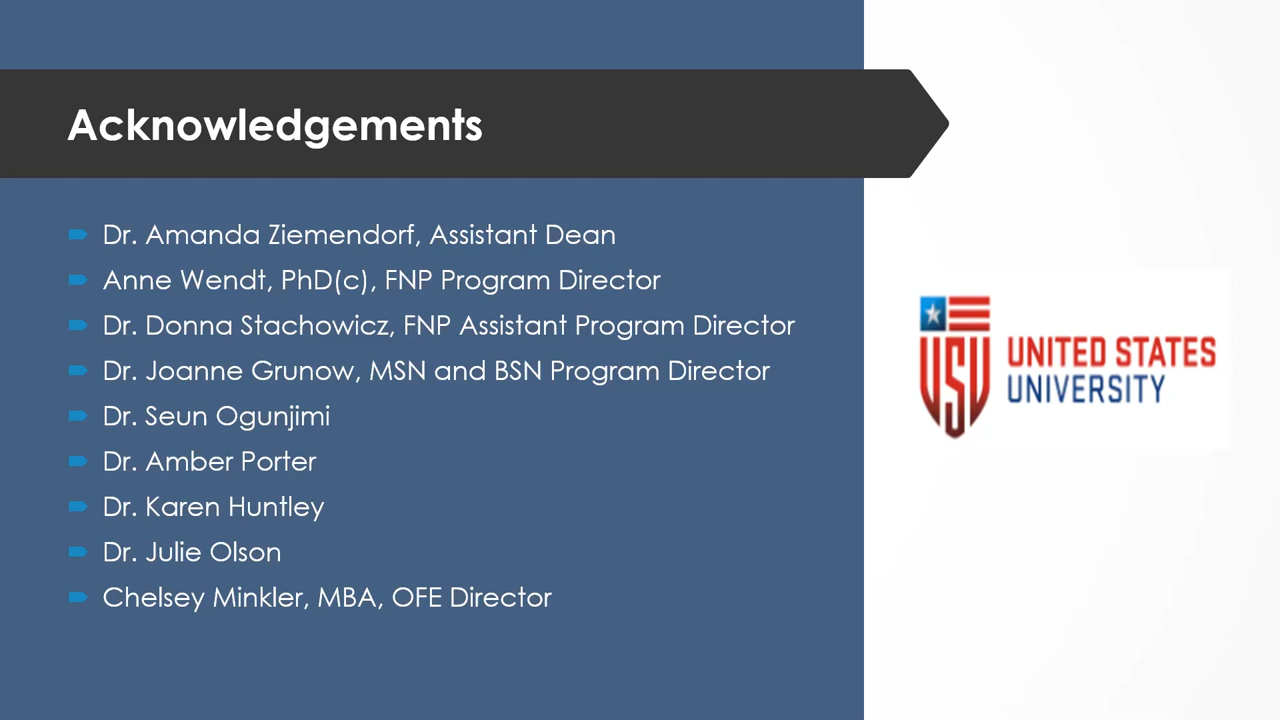 Acknowledgements
Dr. Amanda Ziemendorf, Assistant Dean
Anne Wendt, PhD(c), FNP Program Director
Dr. Donna Stachowicz, FNP Assistant Program Director
Dr. Joanne Grunow, MSN and BSN Program Director
Dr. Seun Ogunjimi
Dr. Amber Porter
Dr. Karen Huntley
Dr. Julie Olson
Chelsey Minkler, MBA, OFE Director
USU
UNITED STATES
UNIVERSITY